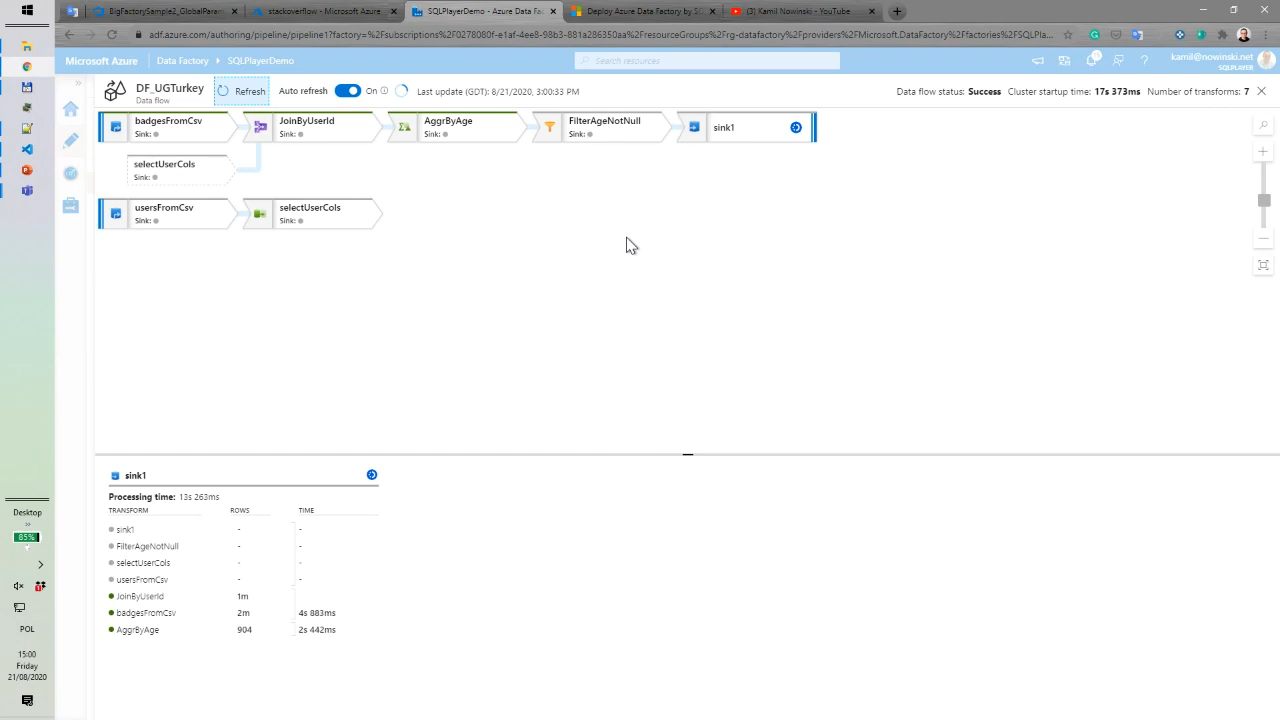 BigFactorySample2_GlobalParam
stackoverflow - Microsoft Azure
SQLPlayerDemo - Azure Data Fac
Deploy Azure Data Factory by SQ
(3) Kamil Nowinski - YouTube
adf.azure.com/authoring/pipeline/pipeline1?factory=%2Fsubscriptions%2F0278080f-e1af-4ee8-98b3-881a286350aa%2FresourceGroups%2Frg-datafactory%2Fproviders%2FMicrosoft.DataFactory%2Ffactories%2FSQLPla...
Microsoft Azure
Data Factory
SQLPlayerDemo
Search resources
kamil@nowinski.net
SQLPLAYER
DF_UGTurkey
Data flow
Refresh
Auto refresh
On
Last update (GDT): 8/21/2020, 3:00:33 PM
Data flow status: Success
Cluster startup time: 17s 373ms
Number of transforms: 7
badgesFromCsv
Sink:
JoinByUserId
Sink:
AggrByAge
Sink:
FilterAgeNotNull
Sink:
sink1
selectUserCols
Sink:
usersFromCsv
Sink:
selectUserCols
Sink:
sink1
Processing time: 13s 263ms
TRANSFORM ROWS TIME
sink1 - -
FilterAgeNotNull - -
selectUserCols - -
usersFromCsv - -
JoinByUserId 1m
badgesFromCsv 2m 4s 883ms
AggrByAge 904 2s 442ms
Desktop
85%
POL
15:00
Friday
21/08/2020